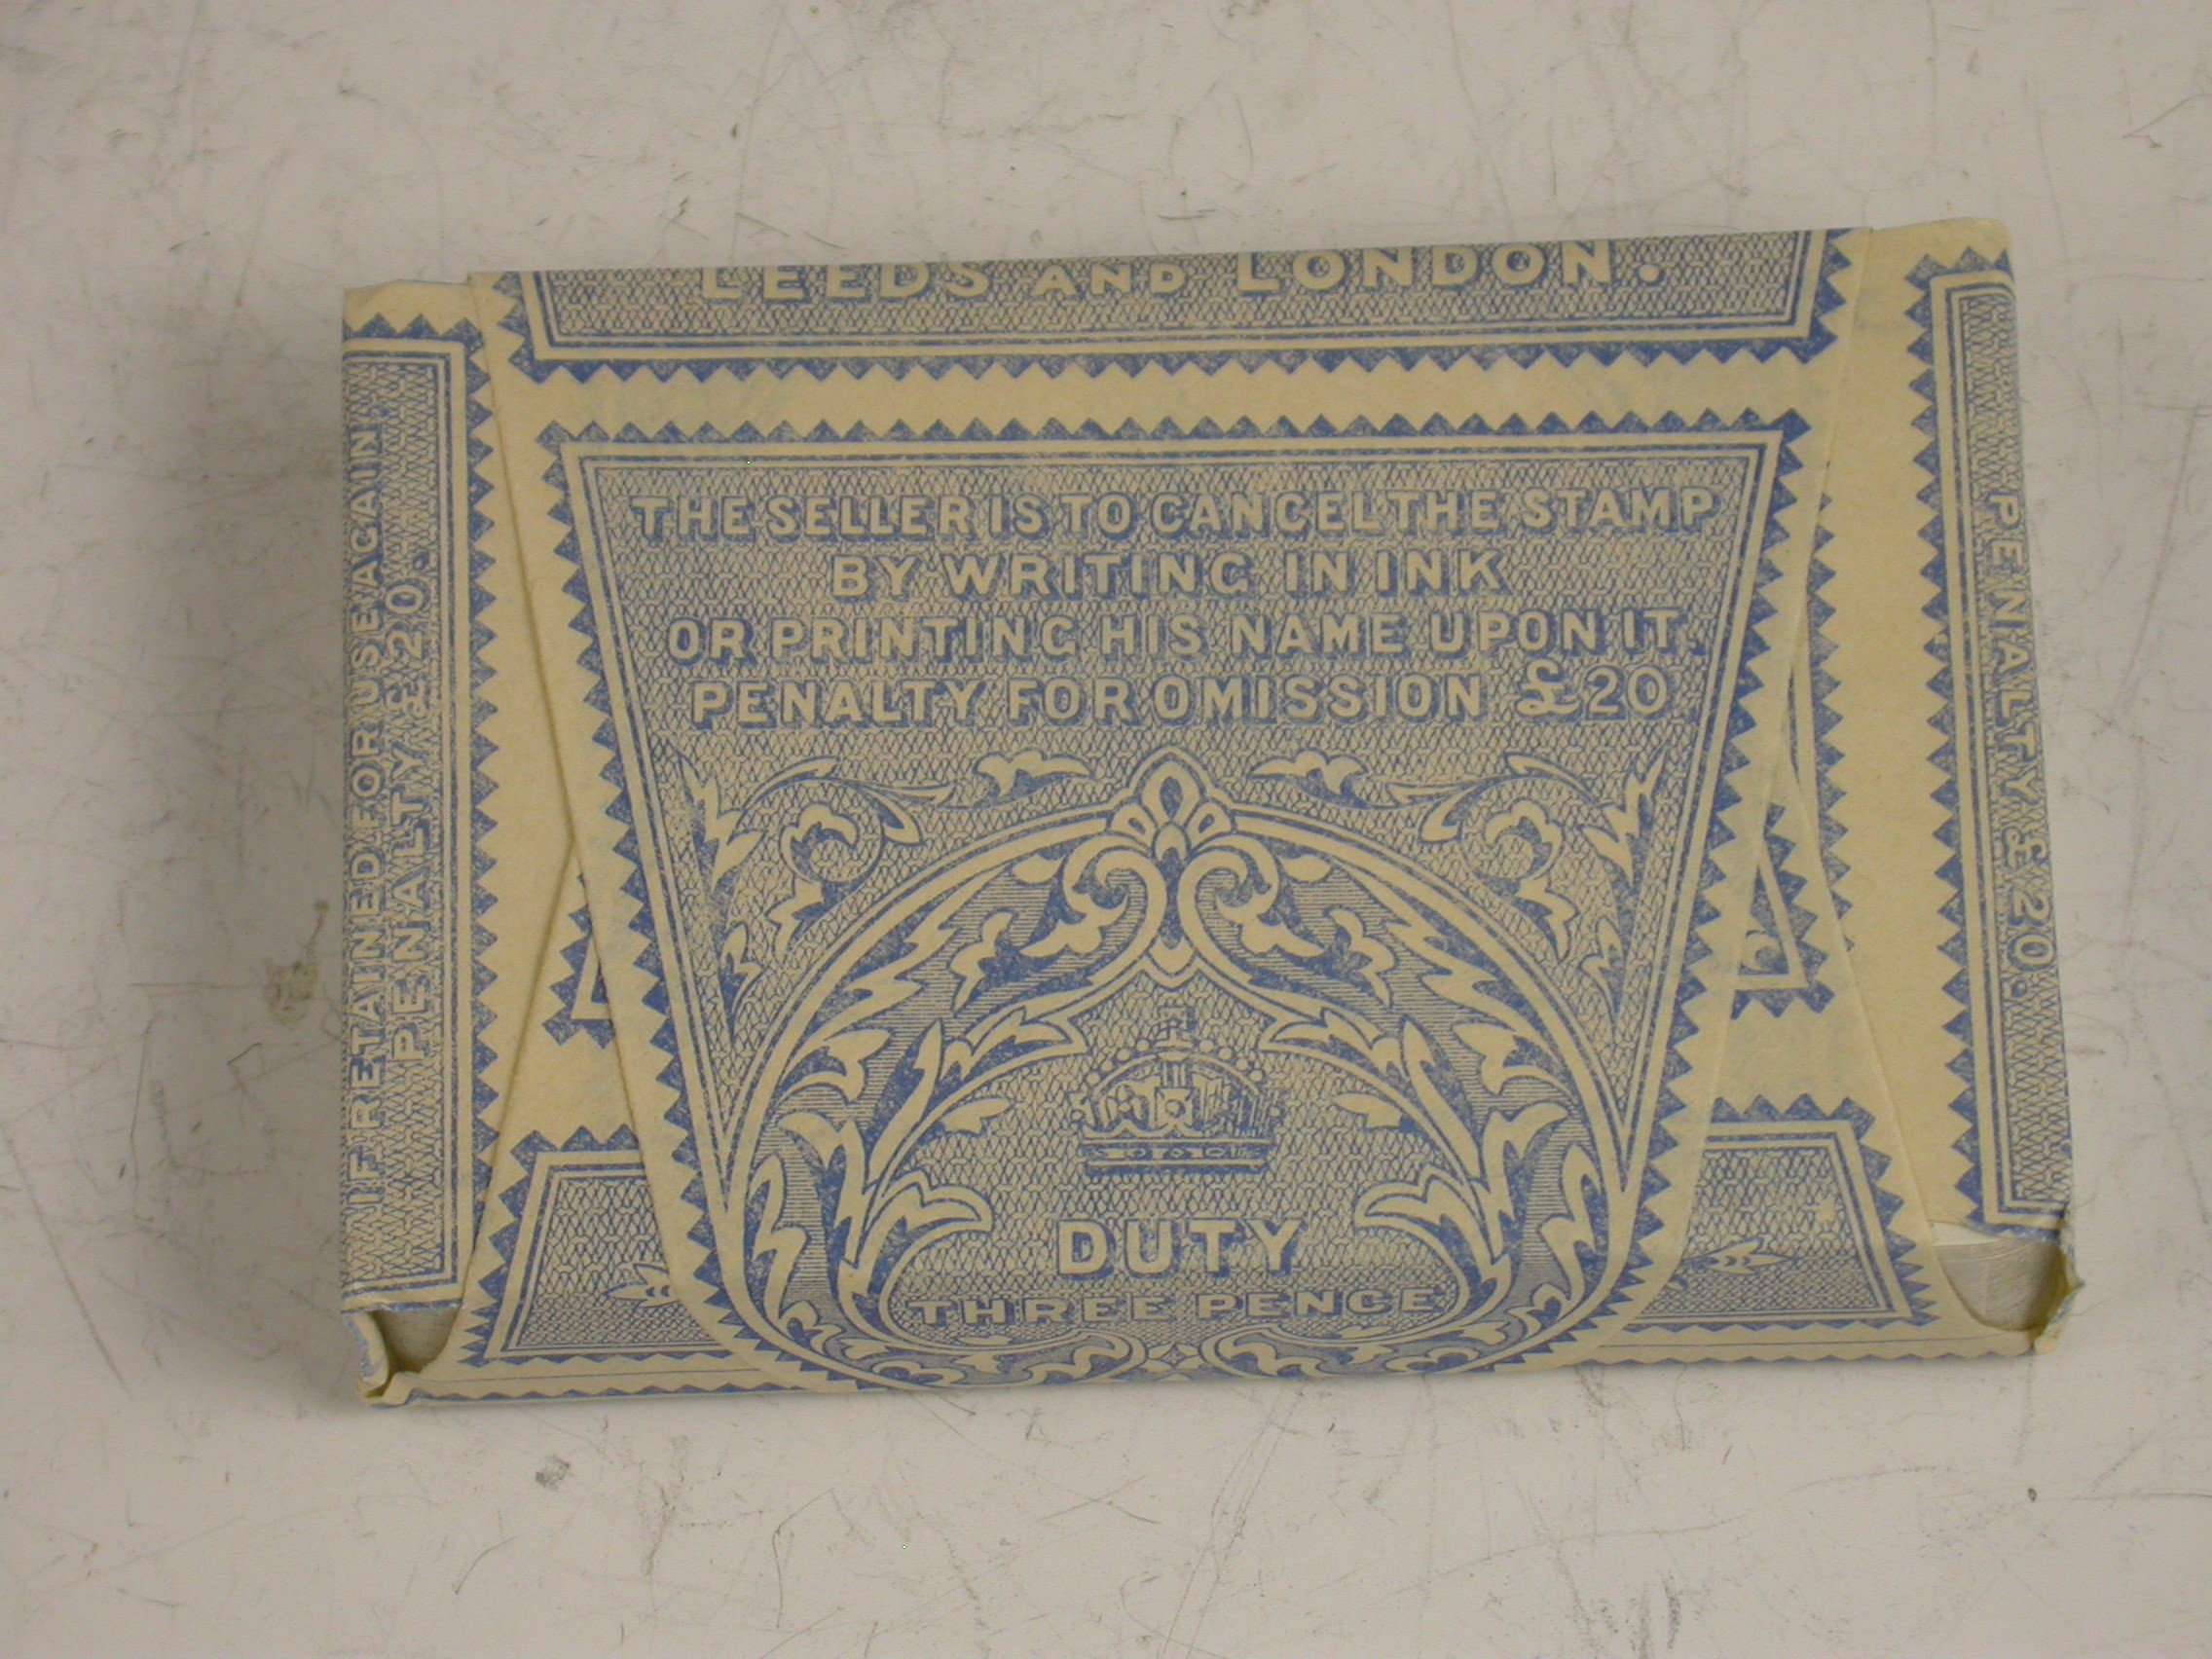 LEEDS AND LONDON.
THE SELLER IS TO CANCEL THE STAMP
BY WRITING IN INK
OR PRINTING HIS NAME UPON IT.
PENALTY FOR OMISSION £20
DUTY
THREE PENCE
IF RETAINED FOR USE AGAIN,
PENALTY £20.
PENALTY £20.